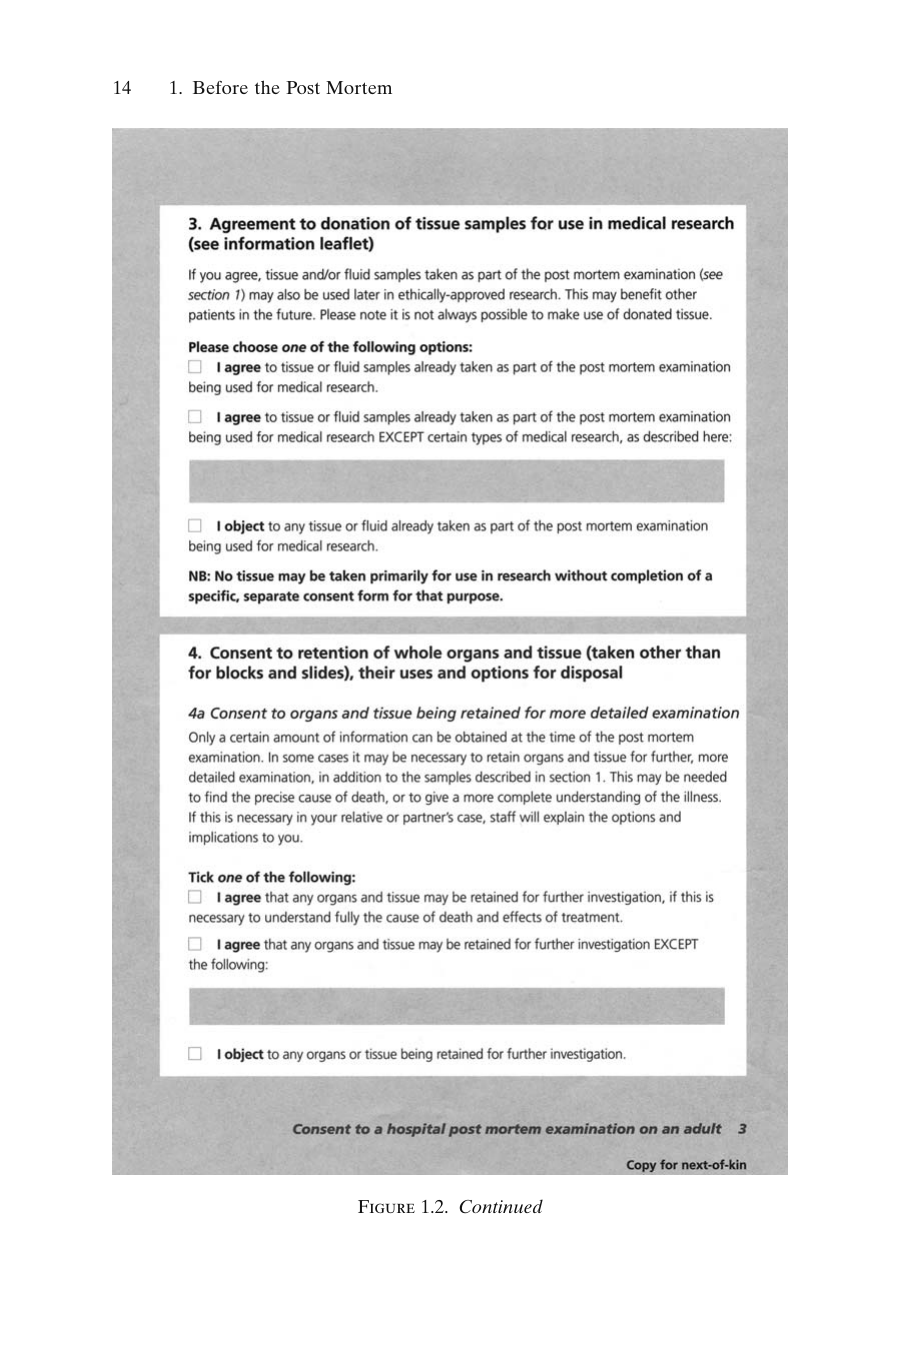 14 1. Before the Post Mortem
3. Agreement to donation of tissue samples for use in medical research
(see information leaflet)
If you agree, tissue and/or fluid samples taken as part of the post mortem examination (see
section 1) may also be used later in ethically-approved research. This may benefit other
patients in the future. Please note it is not always possible to make use of donated tissue.
Please choose one of the following options:
I agree to tissue or fluid samples already taken as part of the post mortem examination
being used for medical research.
I agree to tissue or fluid samples already taken as part of the post mortem examination
being used for medical research EXCEPT certain types of medical research, as described here:
I object to any tissue or fluid already taken as part of the post mortem examination
being used for medical research.
NB: No tissue may be taken primarily for use in research without completion of a
specific, separate consent form for that purpose.
4. Consent to retention of whole organs and tissue (taken other than
for blocks and slides), their uses and options for disposal
4a Consent to organs and tissue being retained for more detailed examination
Only a certain amount of information can be obtained at the time of the post mortem
examination. In some cases it may be necessary to retain organs and tissue for further, more
detailed examination, in addition to the samples described in section 1. This may be needed
to find the precise cause of death, or to give a more complete understanding of the illness.
If this is necessary in your relative or partner's case, staff will explain the options and
implications to you.
Tick one of the following:
I agree that any organs and tissue may be retained for further investigation, if this is
necessary to understand fully the cause of death and effects of treatment.
I agree that any organs and tissue may be retained for further investigation EXCEPT
the following:
I object to any organs or tissue being retained for further investigation.
Consent to a hospital post mortem examination on an adult 3
Copy for next-of-kin
FIGURE 1.2. Continued